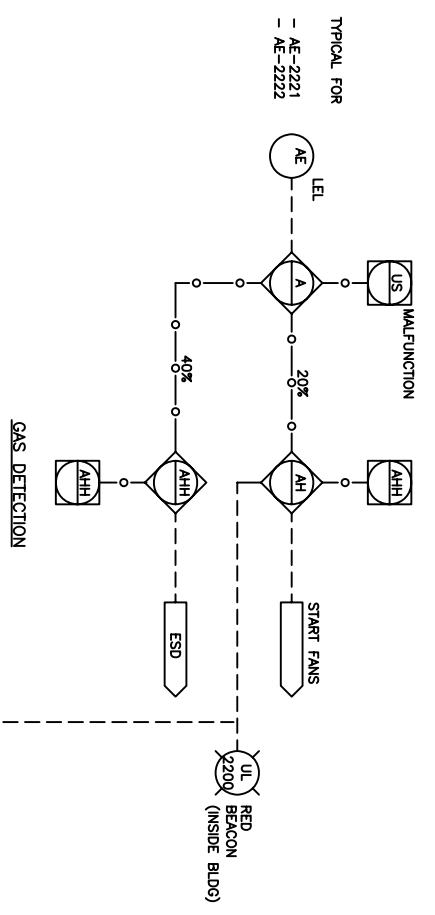 TYPICAL FOR
- AE-2221
- AE-2222
AE
LEL
US
MALFUNCTION
A
20%
40%
AHH
AH
AHH
AHH
START FANS
ESD
UL
2200
RED
BEACON
(INSIDE BLDG)
GAS DETECTION